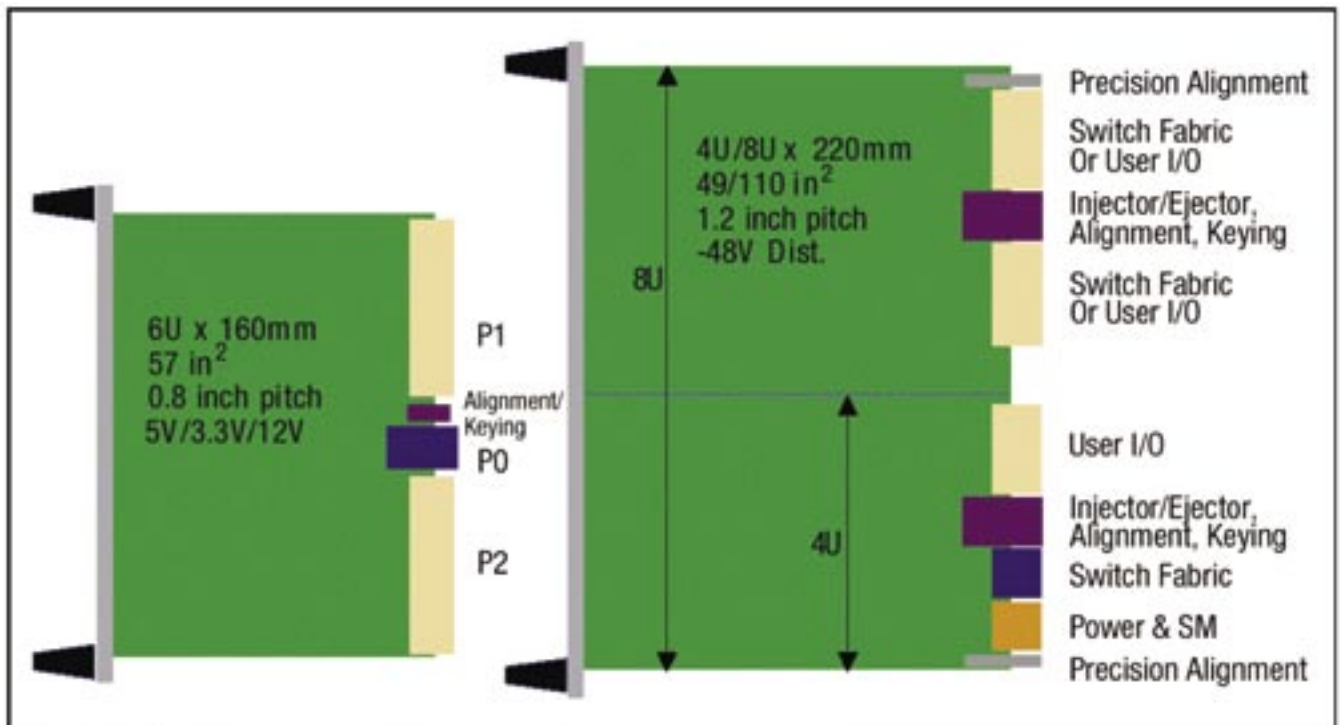 6U x 160mm
57 in²
0.8 inch pitch
5V/3.3V/12V
P1
Alignment/
Keying
P0
P2
4U/8U x 220mm
49/110 in²
1.2 inch pitch
-48V Dist.
8U
4U
Precision Alignment
Switch Fabric
Or User I/O
Injector/Ejector,
Alignment, Keying
Switch Fabric
Or User I/O
User I/O
Injector/Ejector,
Alignment, Keying
Switch Fabric
Power & SM
Precision Alignment